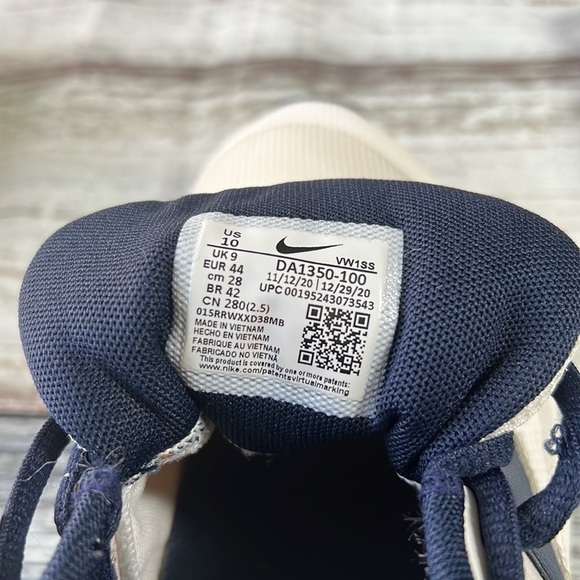 US
10
UK 9
EUR 44
cm 28
BR 42
CN 280(2.5)
VW1SS
DA1350-100
11/12/20 | 12/29/20
UPC 00195243073543
015RRWXXD38MB
MADE IN VIETNAM
HECHO EN VIETNAM
FABRIQUE AU VIETNAM
FABRICADO NO VIETNÃ
This product is covered by one or more patents:
www.nike.com/patentsvirtualmarking